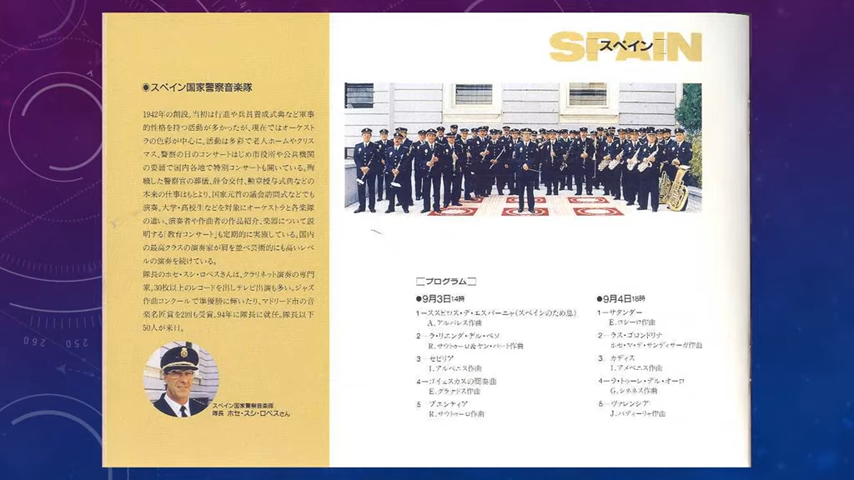 SPAIN
スペイン
◉スペイン国家警察音楽隊
1942年の創設。当初は行進や兵員養成式典など軍事
的性格を持つ活動が多かったが、現在ではオーケスト
ラの色彩が中心に。活動は多彩で老人ホームやクリス
マス、警察の日のコンサートはじめ市役所や公共機関
の要請で国内各地で特別コンサートも開いている。殉
職した警察官の葬儀、辞令交付、勲章授与式典などの
本来の仕事はもとより、国家元首の議会訪問式などでも
演奏。大学・高校生などを対象にオーケストラと各楽隊
の違い、演奏者や作曲者の作品紹介、楽器について説
明する「教育コンサート」も定期的に実施している。国内
の最高クラスの演奏家が肩を並べ芸術的にも高いレベ
ルの演奏を続けている。
隊長のホセ・スシ・ロペスさんは、クラリネット演奏の専門
家。30枚以上のレコードを出しテレビ出演も多い。ジャズ
作曲コンクールで準優勝に輝いたり、マドリード市の音
楽名匠賞を2回も受賞。94年に隊長に就任。隊長以下
50人が来日。
スペイン国家警察音楽隊
隊長 ホセ・スシ・ロペスさん
プログラム
●9月3日14時
1ーススピロス・デ・エスパーニャ(スペインのため息)
A.アルバレス作曲
2ーラ・リエンダ・デル・ベソ
R.サウトゥーロ&ヤン・バート作曲
3 セビリア
I.アルベニス作曲
4ーゴイェスカスの間奏曲
E.グラナドス作曲
5 プエンティア
R.サウトゥーロ作曲
●9月4日18時
1ーサタンダー
E.ロシーロ作曲
2ーラス・ゴロンドリナ
ホセ・マ・デ・サンディサーガ作曲
3 カディス
I.アメベニス作曲
4ーラ・トゥーレ・デル・オーロ
G.シネネス作曲
5ーヴァレンシア
J.パディーリャ作曲